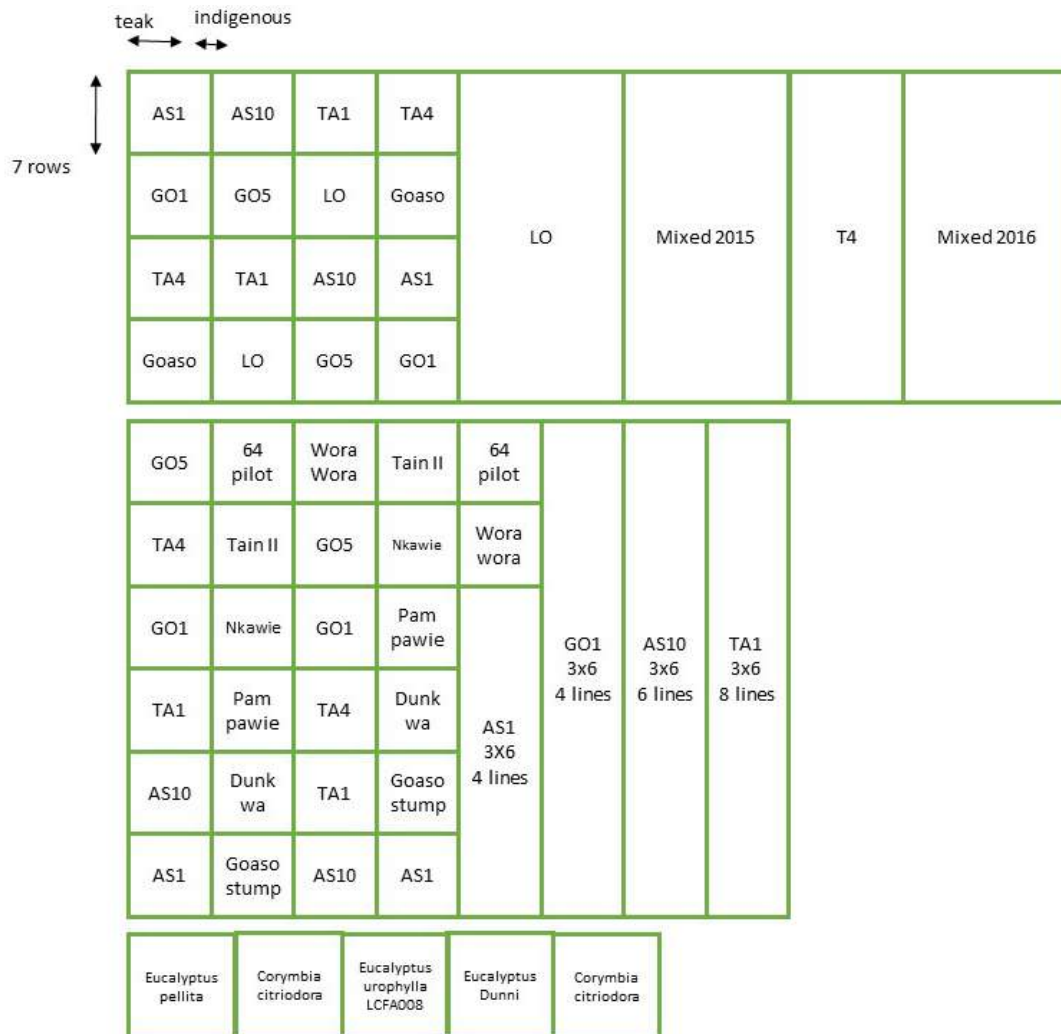 teak
indigenous
7 rows
AS1
AS10
TA1
TA4
GO1
GO5
LO
Goaso
TA4
TA1
AS10
AS1
Goaso
LO
GO5
GO1
LO
Mixed 2015
T4
Mixed 2016
GO5
64
pilot
Wora
Wora
Tain II
64
pilot
TA4
Tain II
GO5
Nkawie
Wora
wora
GO1
Nkawie
GO1
Pam
pawie
TA1
Pam
pawie
TA4
Dunk
wa
AS10
Dunk
wa
TA1
Goaso
stump
AS1
Goaso
stump
AS10
AS1
AS1
3X6
4 lines
GO1
3x6
4 lines
AS10
3x6
6 lines
TA1
3x6
8 lines
Eucalyptus
pellita
Corymbia
citriodora
Eucalyptus
urophylla
LCFA008
Eucalyptus
Dunni
Corymbia
citriodora